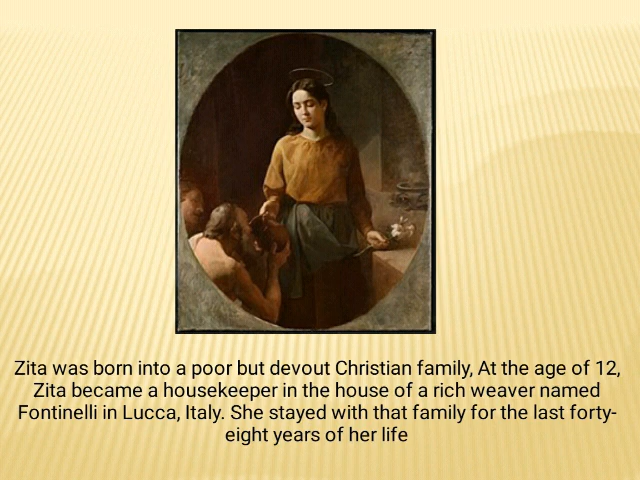 Zita was born into a poor but devout Christian family, At the age of 12,
Zita became a housekeeper in the house of a rich weaver named
Fontinelli in Lucca, Italy. She stayed with that family for the last forty-
eight years of her life